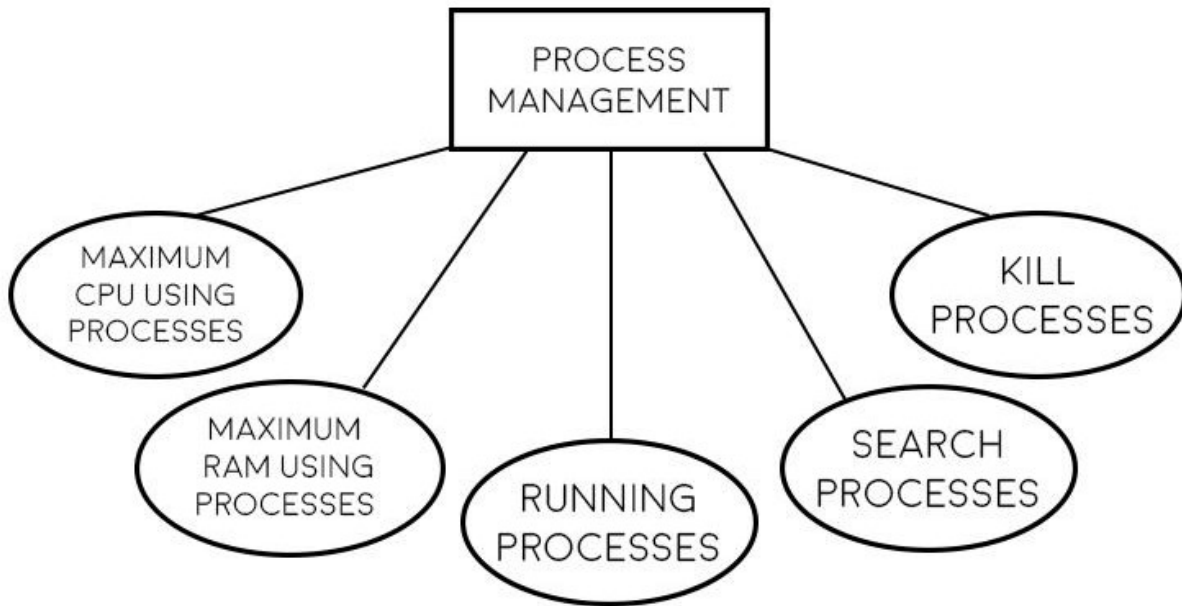 PROCESS
MANAGEMENT
MAXIMUM
CPU USING
PROCESSES
MAXIMUM
RAM USING
PROCESSES
RUNNING
PROCESSES
SEARCH
PROCESSES
KILL
PROCESSES